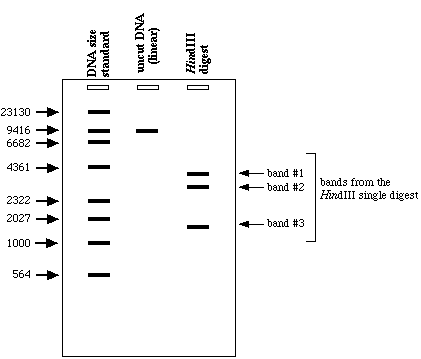 DNA size
standard
uncut DNA
(linear)
HindIII
digest
23130
9416
6682
4361
2322
2027
1000
564
band #1
band #2
band #3
bands from the
HindIII single digest